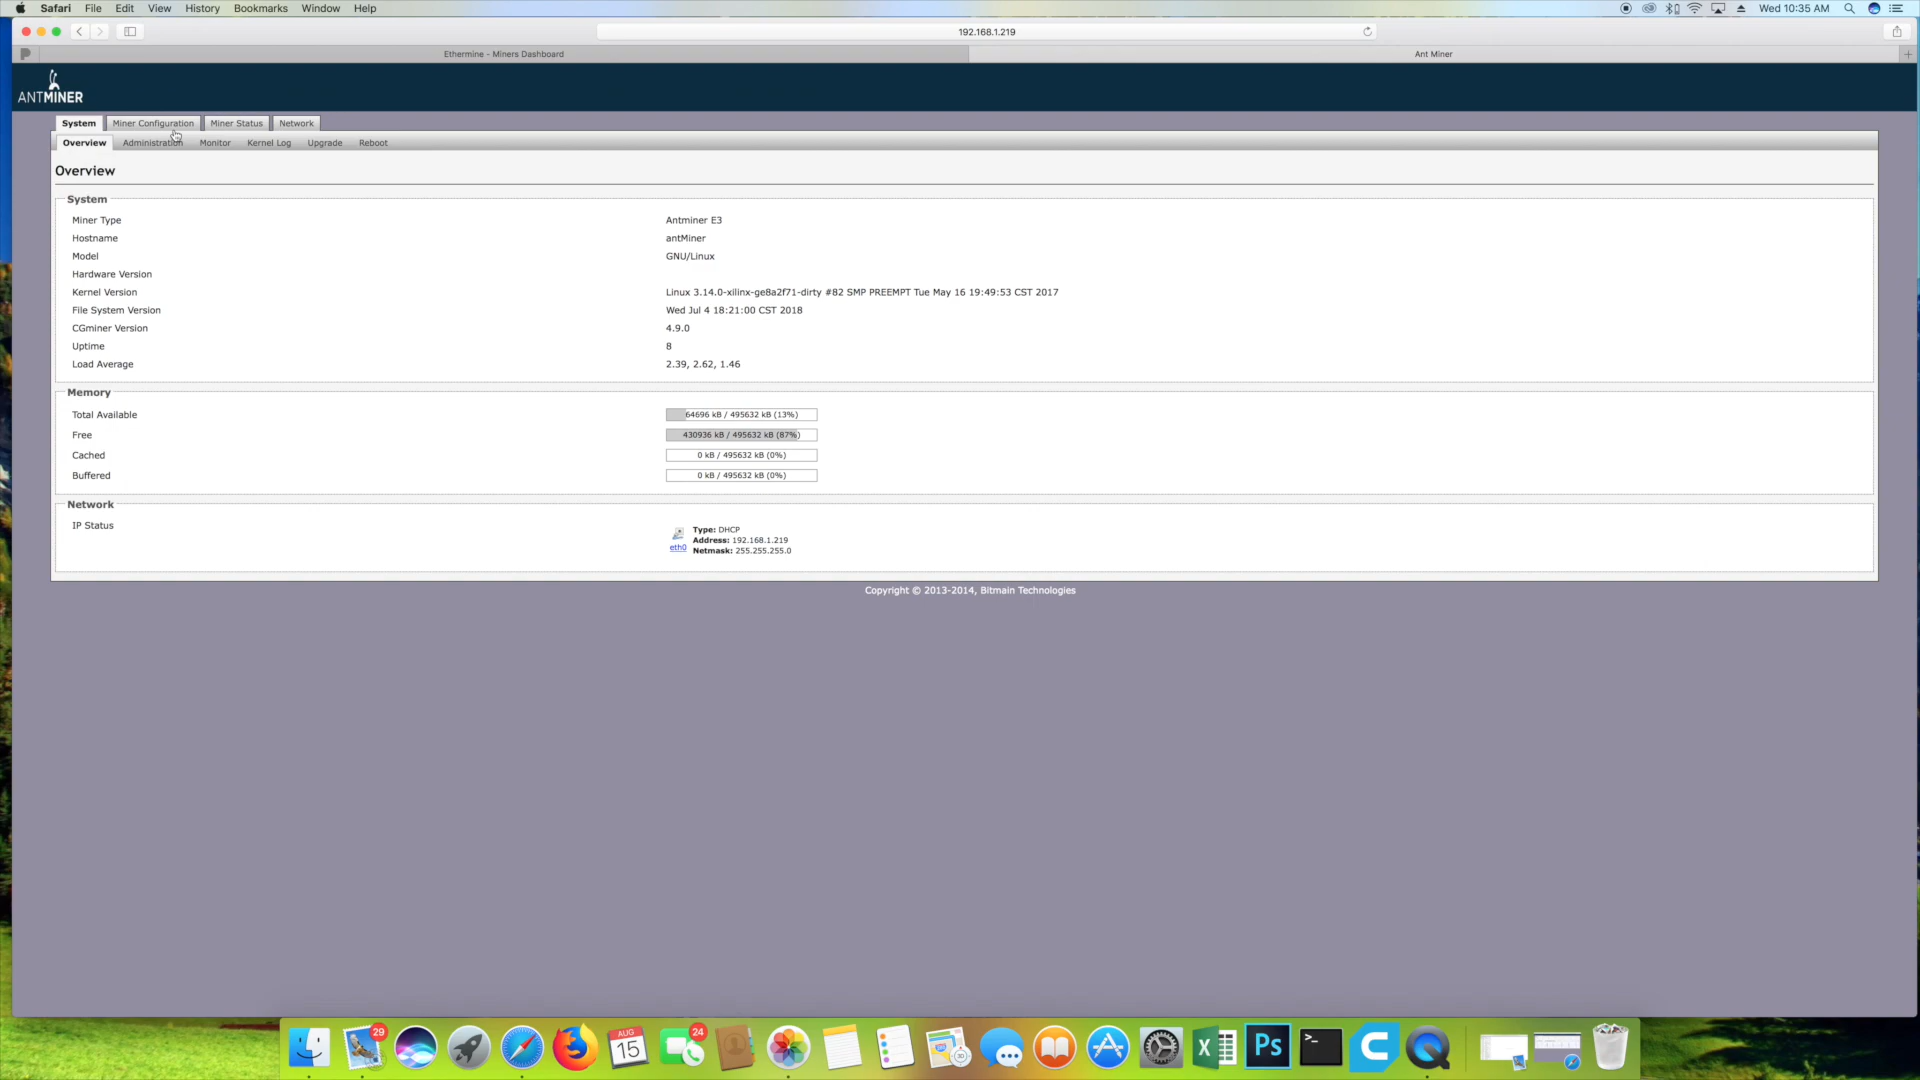 Safari File Edit View History Bookmarks Window Help Wed 10:35 AM
192.168.1.219
Ethermine - Miners Dashboard Ant Miner
ANTMINER
System Miner Configuration Miner Status Network
Overview Administration Monitor Kernel Log Upgrade Reboot
Overview
System
Miner Type Antminer E3
Hostname antMiner
Model GNU/Linux
Hardware Version
Kernel Version Linux 3.14.0-xilinx-ge8a2f71-dirty #82 SMP PREEMPT Tue May 16 19:49:53 CST 2017
File System Version Wed Jul 4 18:21:00 CST 2018
CGminer Version 4.9.0
Uptime 8
Load Average 2.39, 2.62, 1.46
Memory
Total Available 64696 kB / 495632 kB (13%)
Free 430936 kB / 495632 kB (87%)
Cached 0 kB / 495632 kB (0%)
Buffered 0 kB / 495632 kB (0%)
Network
IP Status Type: DHCP
Address: 192.168.1.219
eth0 Netmask: 255.255.255.0
Copyright © 2013-2014, Bitmain Technologies
29 24
AUG
15
3D
Ps